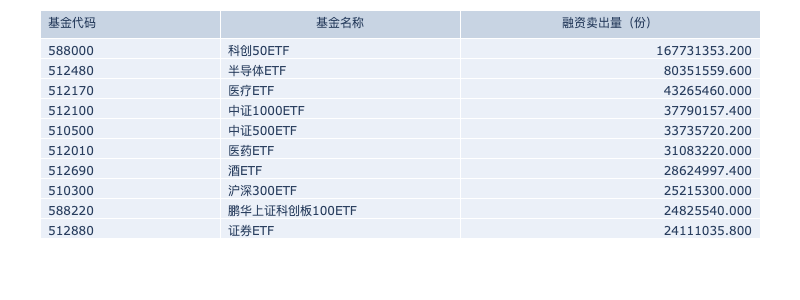 基金代码 基金名称 融资卖出量（份）
588000 科创50ETF 167731353.200
512480 半导体ETF 80351559.600
512170 医疗ETF 43265460.000
512100 中证1000ETF 37790157.400
510500 中证500ETF 33735720.200
512010 医药ETF 31083220.000
512690 酒ETF 28624997.400
510300 沪深300ETF 25215300.000
588220 鹏华上证科创板100ETF 24825540.000
512880 证券ETF 24111035.800